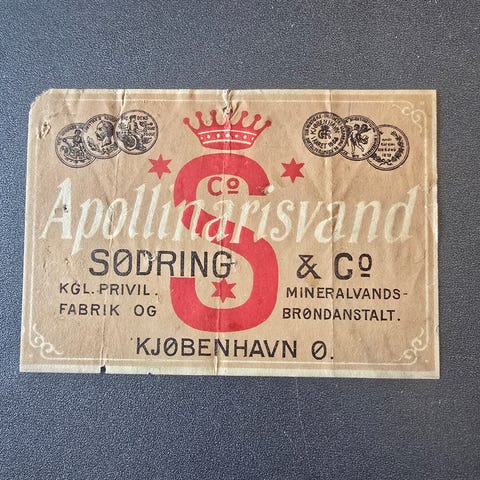 Co
Apollinarisvand
SØDRING & Co
KGL. PRIVIL. MINERALVANDS-
FABRIK OG BRØNDANSTALT.
KJØBENHAVN Ø.